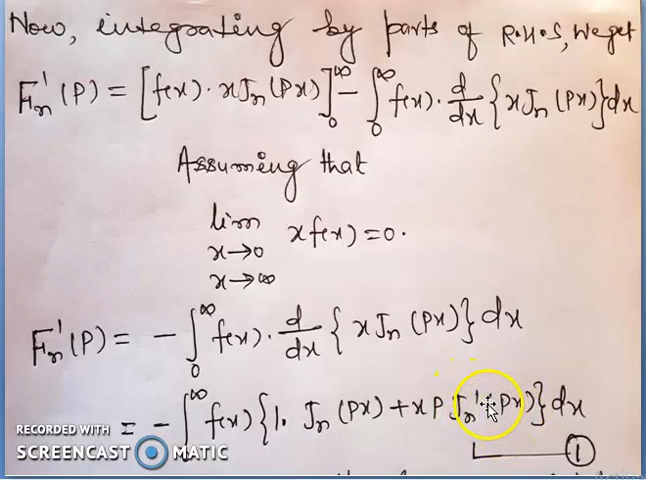 Now, integrating by parts of R.H.S, we get
Fₙ'(P) = [f(x). xJₙ(Px)]₀^∞ − ∫₀^∞ f(x). d/dx {xJₙ(Px)}dx
Assuming that
lim x f(x) = 0.
x→0
x→∞
Fₙ'(P) = − ∫₀^∞ f(x). d/dx { xJₙ(Px)} dx
= − ∫₀^∞ f(x) {1. Jₙ(Px) + xP Jₙ'(Px)} dx
①
RECORDED WITH
SCREENCAST MATIC